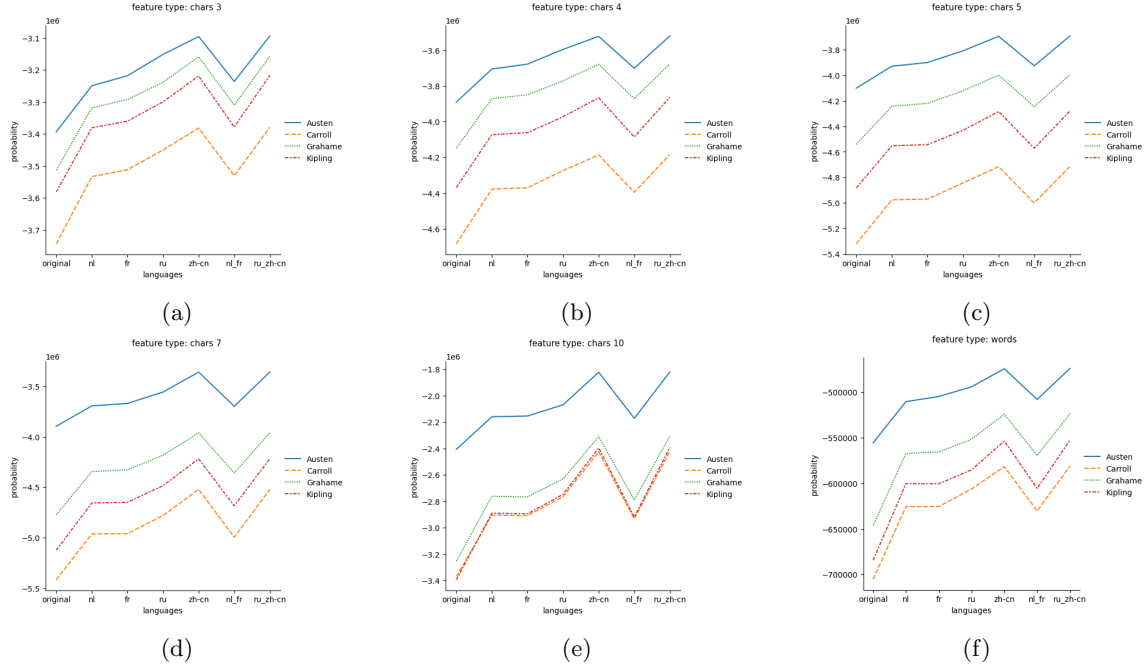 feature type: chars 3
1e6
−3.1
−3.2
−3.3
−3.4
−3.5
−3.6
−3.7
probability
original nl fr ru zh-cn nl_fr ru_zh-cn
languages
Austen
Carroll
Grahame
Kipling
(a)
feature type: chars 4
1e6
−3.6
−3.8
−4.0
−4.2
−4.4
−4.6
probability
original nl fr ru zh-cn nl_fr ru_zh-cn
languages
Austen
Carroll
Grahame
Kipling
(b)
feature type: chars 5
1e6
−3.8
−4.0
−4.2
−4.4
−4.6
−4.8
−5.0
−5.2
−5.4
probability
original nl fr ru zh-cn nl_fr ru_zh-cn
languages
Austen
Carroll
Grahame
Kipling
(c)
feature type: chars 7
1e6
−3.5
−4.0
−4.5
−5.0
−5.5
probability
original nl fr ru zh-cn nl_fr ru_zh-cn
languages
Austen
Carroll
Grahame
Kipling
(d)
feature type: chars 10
1e6
−1.8
−2.0
−2.2
−2.4
−2.6
−2.8
−3.0
−3.2
−3.4
probability
original nl fr ru zh-cn nl_fr ru_zh-cn
languages
Austen
Carroll
Grahame
Kipling
(e)
feature type: words
−500000
−550000
−600000
−650000
−700000
probability
original nl fr ru zh-cn nl_fr ru_zh-cn
languages
Austen
Carroll
Grahame
Kipling
(f)